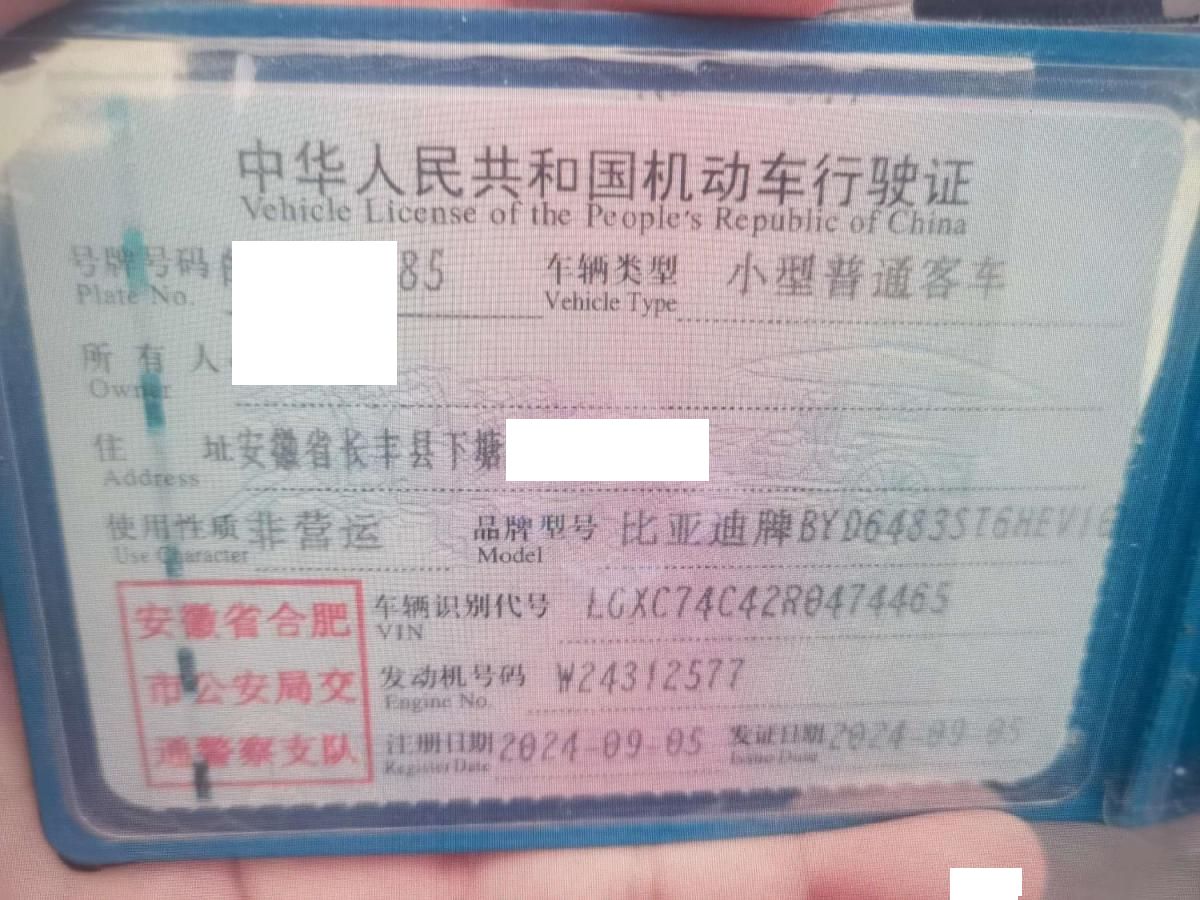 中华人民共和国机动车行驶证
Vehicle License of the People's Republic of China
号牌号码 85 车辆类型 小型普通客车
Plate No. Vehicle Type
所有人
Owner
住址 安徽省长丰县下塘
Address
使用性质 非营运 品牌型号 比亚迪牌BYD6483ST6HEV
Use Character Model
安徽省合肥
市公安局交
通警察支队
车辆识别代号 LGXC74C42R0474465
VIN
发动机号码 W24312577
Engine No.
注册日期 2024-09-05 发证日期 2024-09-05
Register Date Issue Date